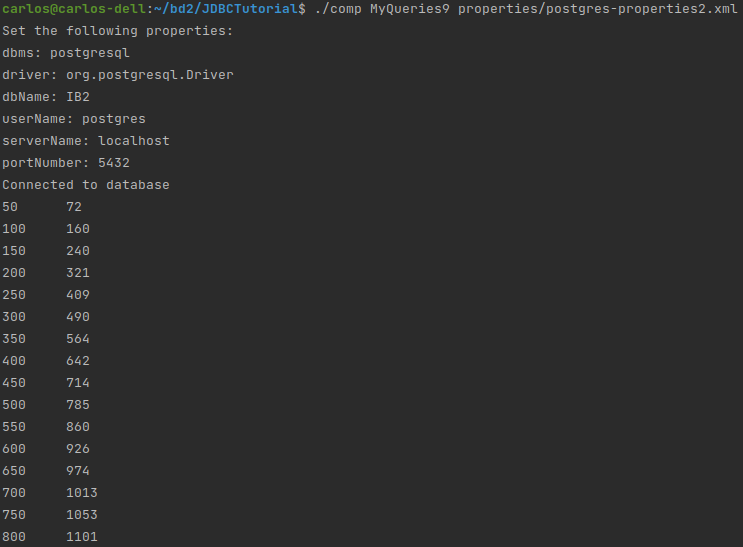 carlos@carlos-dell:~/bd2/JDBCTutorial$ ./comp MyQueries9 properties/postgres-properties2.xml
Set the following properties:
dbms: postgresql
driver: org.postgresql.Driver
dbName: IB2
userName: postgres
serverName: localhost
portNumber: 5432
Connected to database
50 72
100 160
150 240
200 321
250 409
300 490
350 564
400 642
450 714
500 785
550 860
600 926
650 974
700 1013
750 1053
800 1101